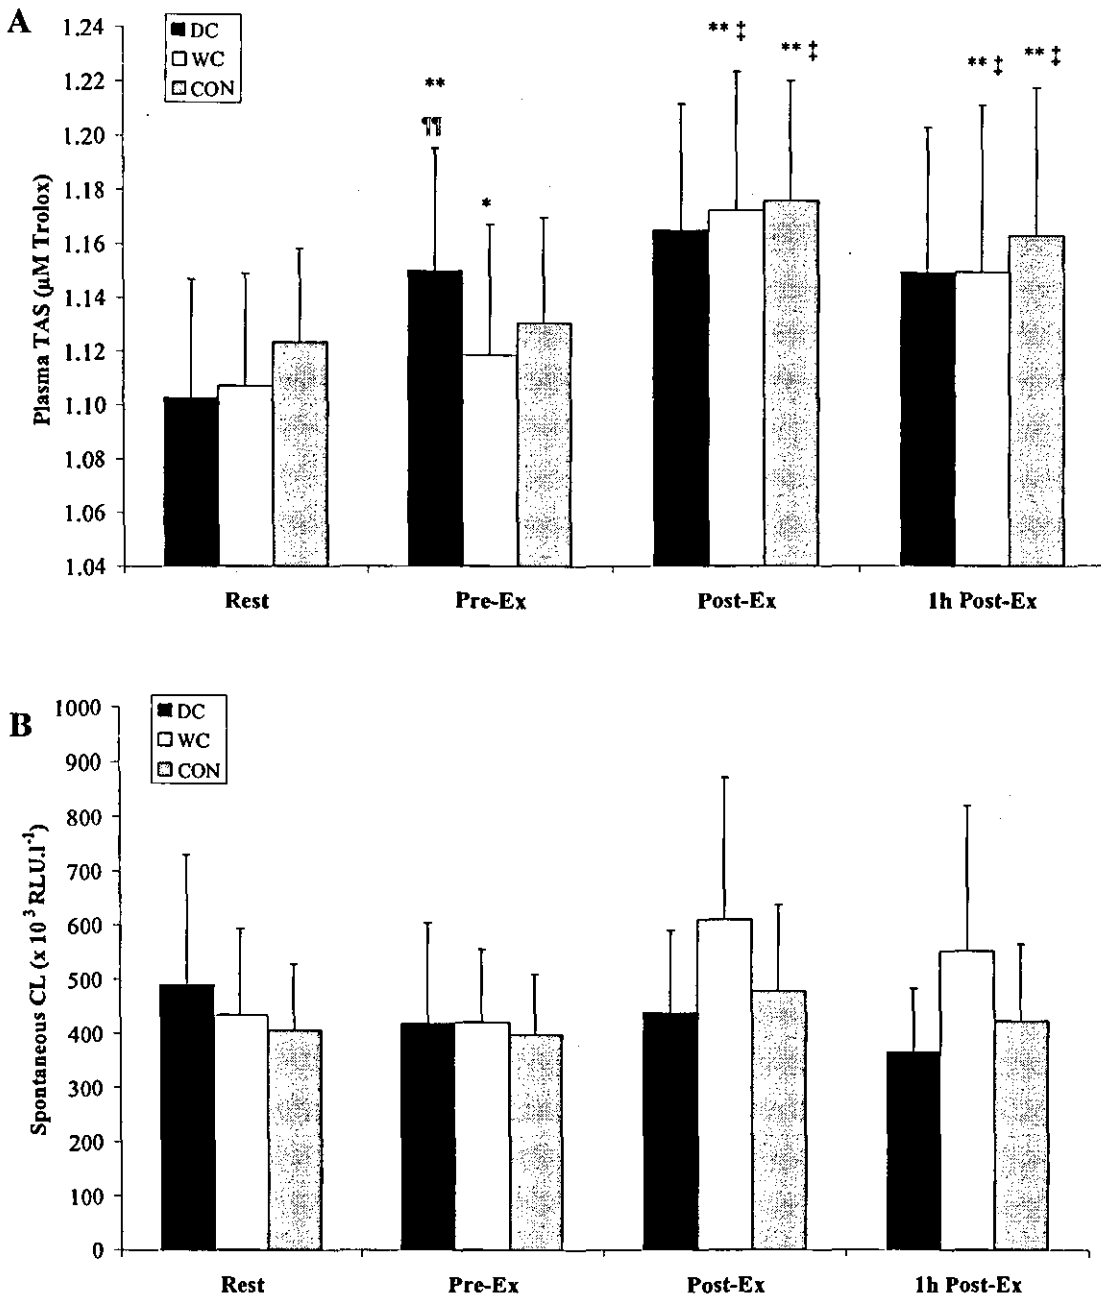 A
DC
WC
CON
Plasma TAS (µM Trolox)
1.24
1.22
1.20
1.18
1.16
1.14
1.12
1.10
1.08
1.06
1.04
**
¶¶
*
** ‡
** ‡
** ‡
** ‡
Rest Pre-Ex Post-Ex 1h Post-Ex
B
DC
WC
CON
Spontaneous CL (x 10³ RLU.l⁻¹)
1000
900
800
700
600
500
400
300
200
100
0
Rest Pre-Ex Post-Ex 1h Post-Ex